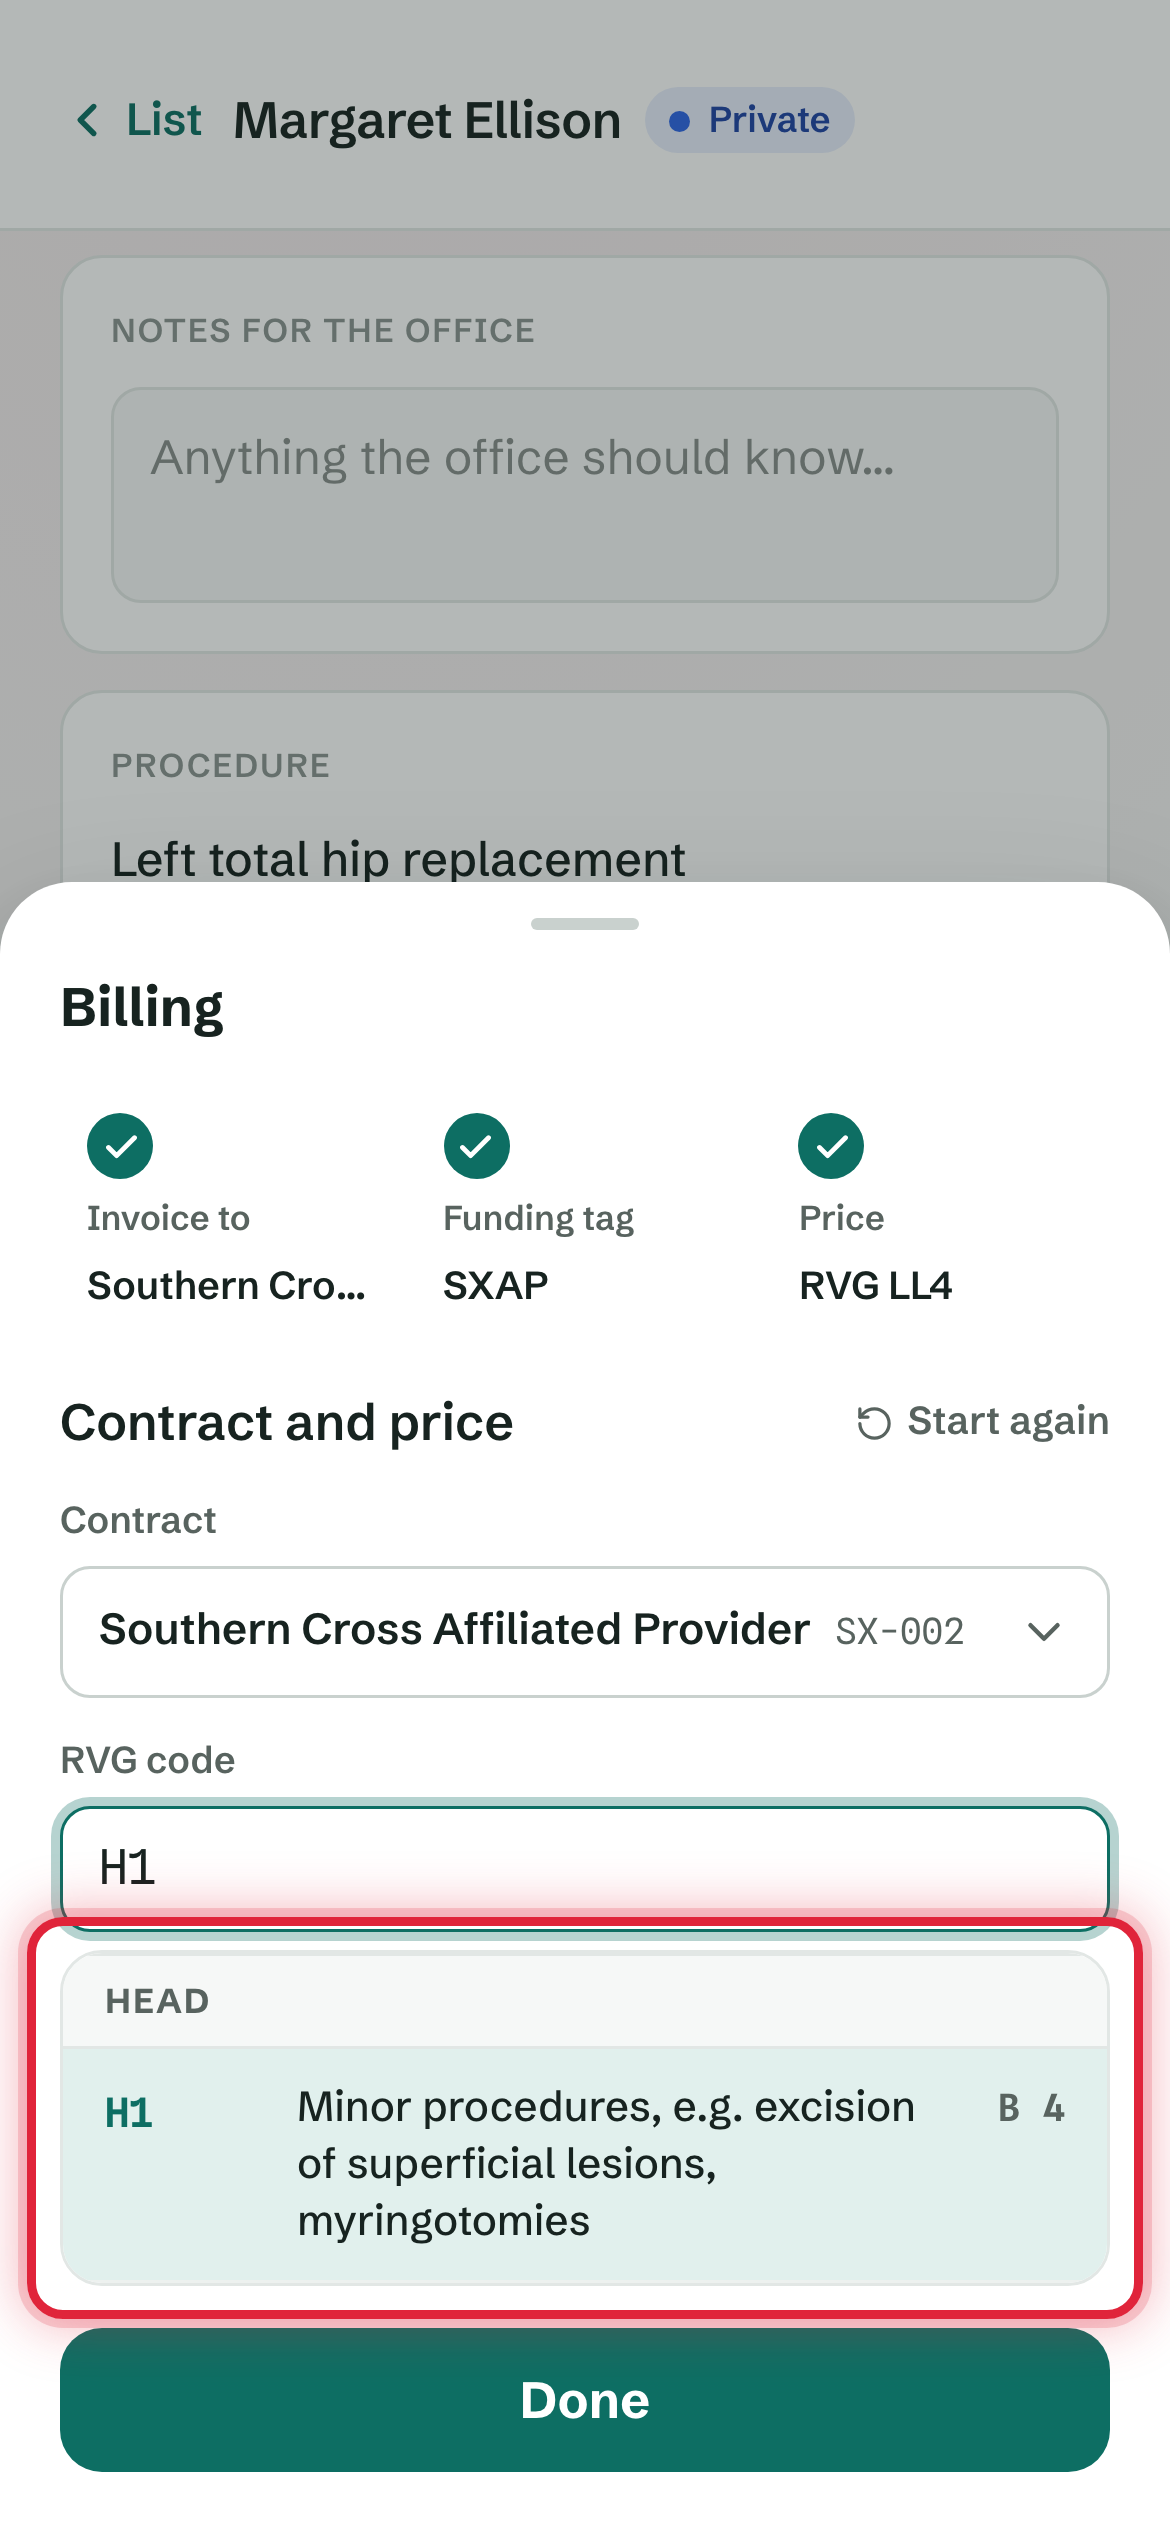 List Margaret Ellison Private
NOTES FOR THE OFFICE
Anything the office should know...
PROCEDURE
Left total hip replacement
Billing
Invoice to
Southern Cro...
Funding tag
SXAP
Price
RVG LL4
Contract and price
Start again
Contract
Southern Cross Affiliated Provider SX-002
RVG code
H1
HEAD
H1 Minor procedures, e.g. excision B 4
of superficial lesions,
myringotomies
Done